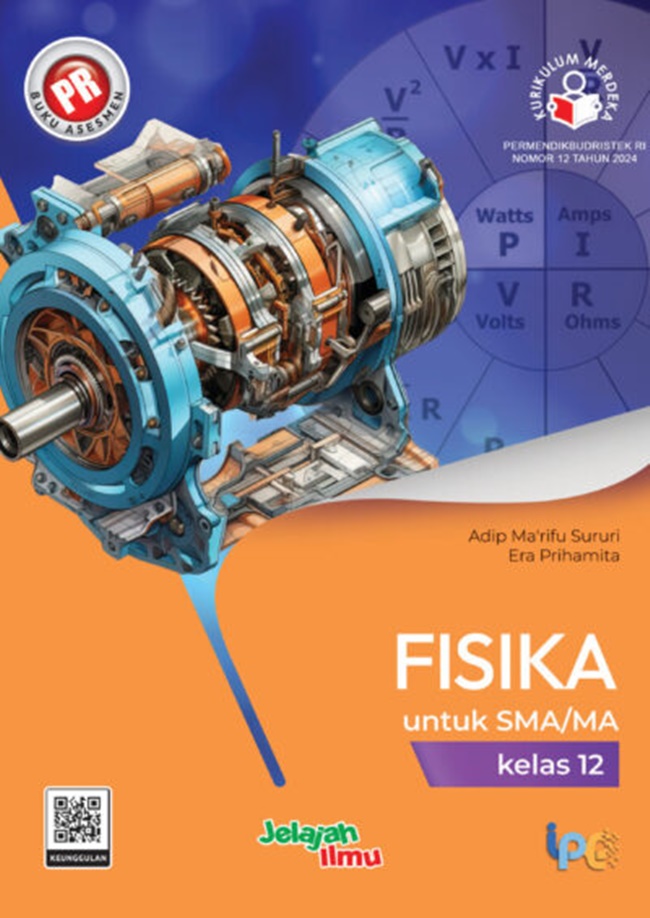 PR
BUKU ASESMEN
KURIKULUM MERDEKA
PERMENDIKBUDRISTEK RI
NOMOR 12 TAHUN 2024
V x I
V²
V
R
Watts
P
Amps
I
V
Volts
R
Ohms
R
Adip Ma'rifu Sururi
Era Prihamita
FISIKA
untuk SMA/MA
kelas 12
KEUNGGULAN
Jelajah
ilmu
ipc